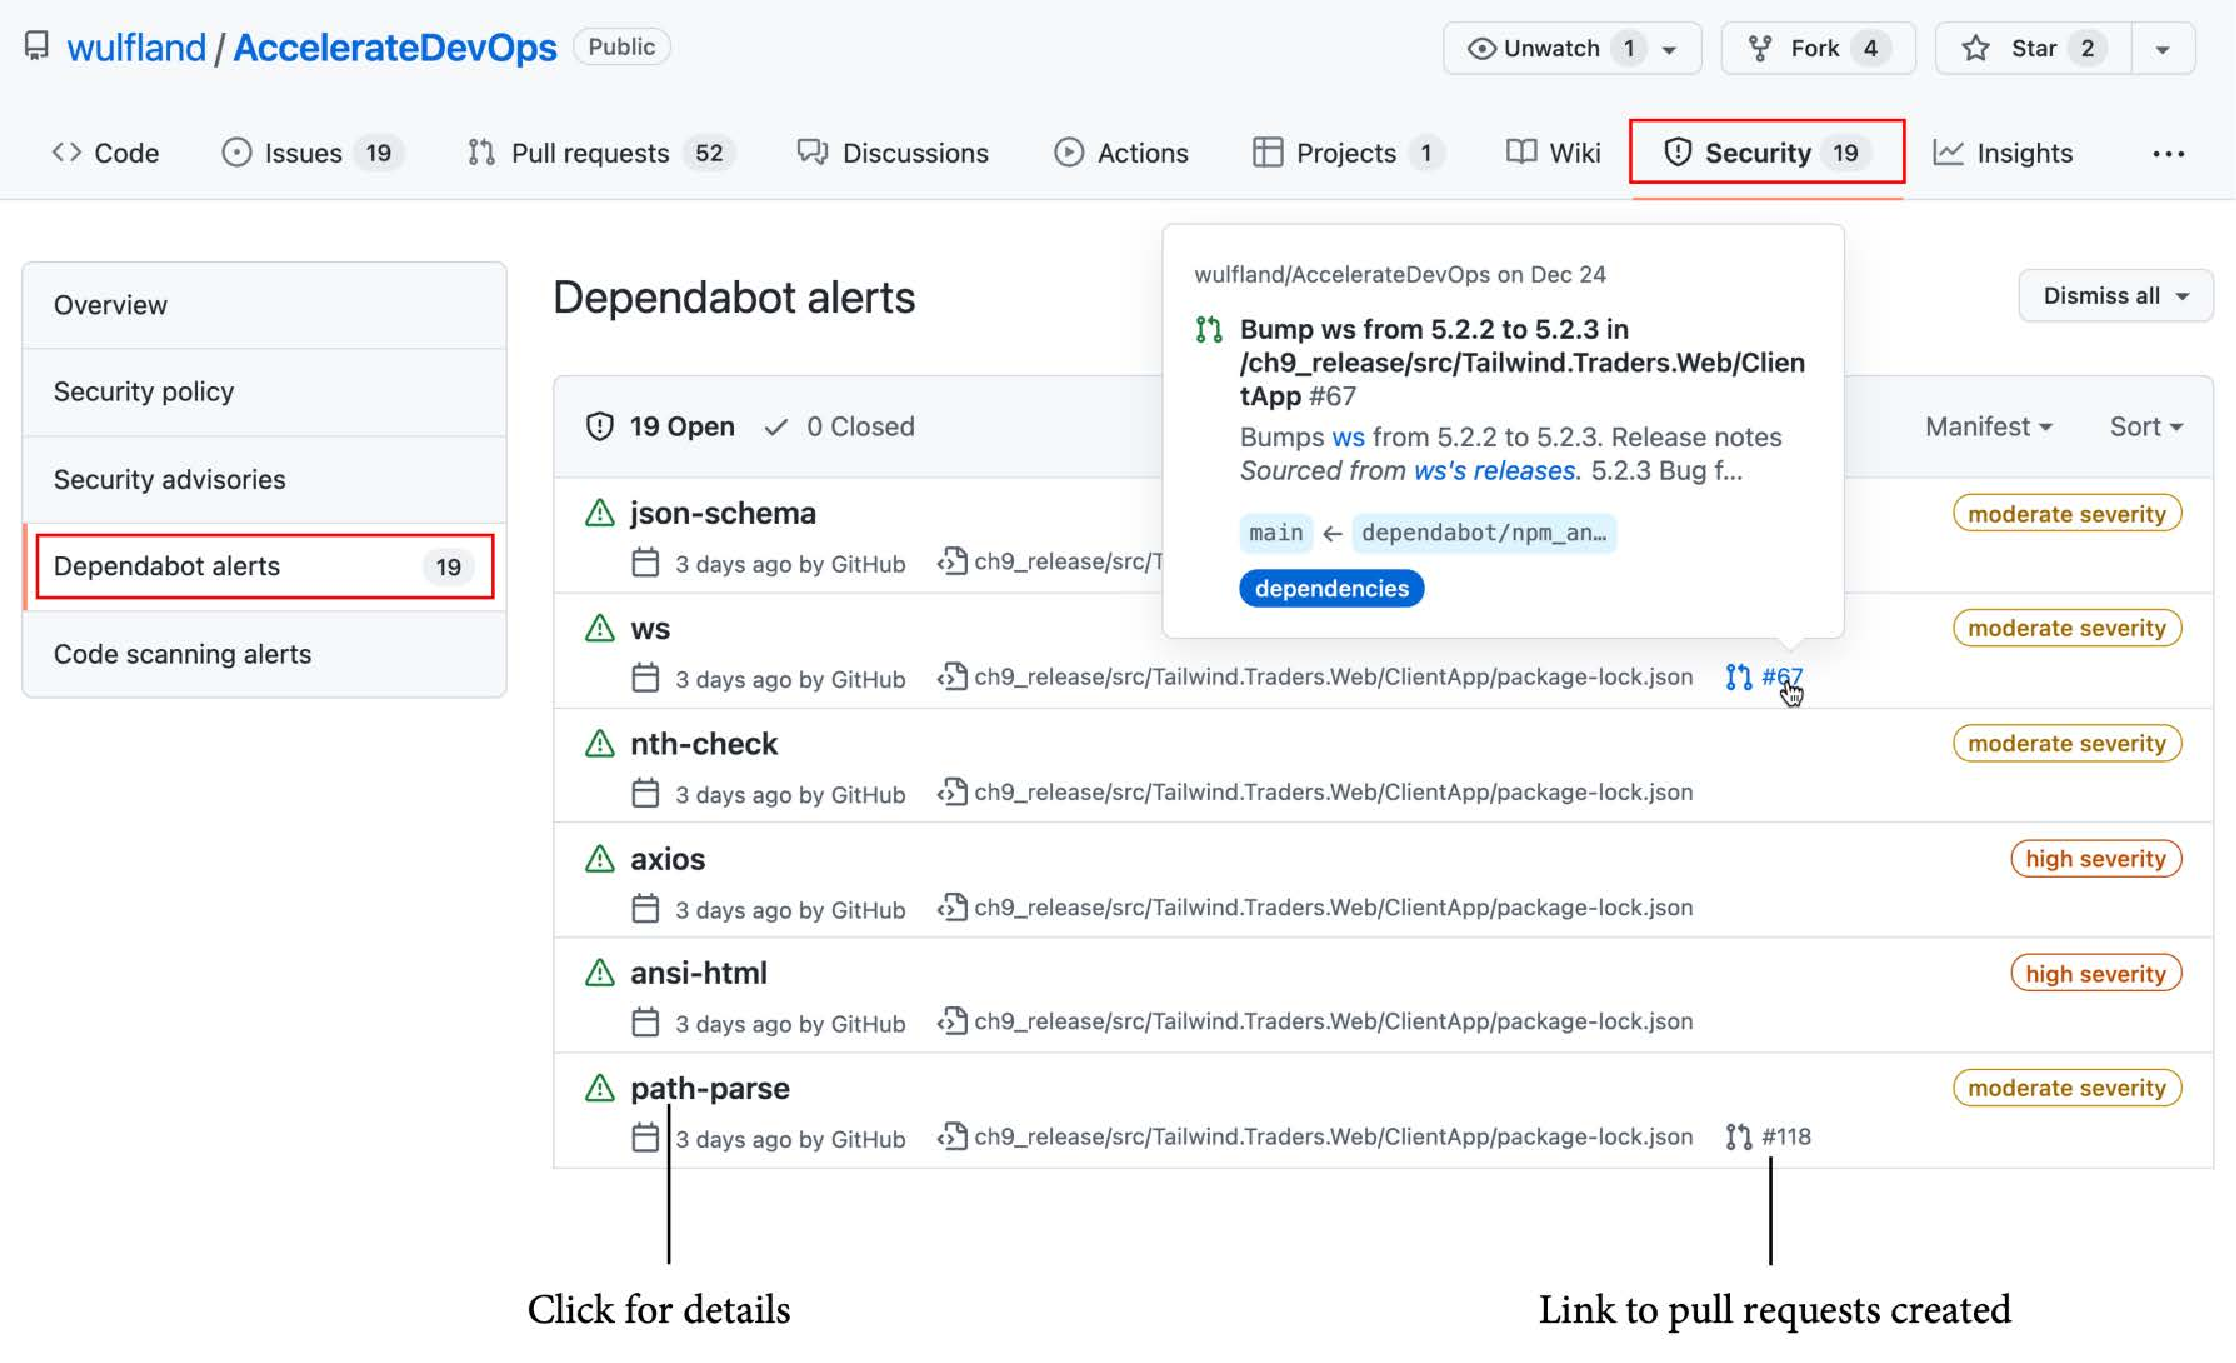 wulfland / AccelerateDevOps Public Unwatch 1 Fork 4 Star 2
Code Issues 19 Pull requests 52 Discussions Actions Projects 1 Wiki Security 19 Insights ...
Overview
Security policy
Security advisories
Dependabot alerts 19
Code scanning alerts
Dependabot alerts
Dismiss all
wulfland/AccelerateDevOps on Dec 24
Bump ws from 5.2.2 to 5.2.3 in
/ch9_release/src/Tailwind.Traders.Web/Clien
tApp #67
Bumps ws from 5.2.2 to 5.2.3. Release notes
Sourced from ws's releases. 5.2.3 Bug f...
main ← dependabot/npm_an…
dependencies
19 Open 0 Closed Manifest Sort
json-schema moderate severity
3 days ago by GitHub ch9_release/src/T
ws moderate severity
3 days ago by GitHub ch9_release/src/Tailwind.Traders.Web/ClientApp/package-lock.json #67
nth-check moderate severity
3 days ago by GitHub ch9_release/src/Tailwind.Traders.Web/ClientApp/package-lock.json
axios high severity
3 days ago by GitHub ch9_release/src/Tailwind.Traders.Web/ClientApp/package-lock.json
ansi-html high severity
3 days ago by GitHub ch9_release/src/Tailwind.Traders.Web/ClientApp/package-lock.json
path-parse moderate severity
3 days ago by GitHub ch9_release/src/Tailwind.Traders.Web/ClientApp/package-lock.json #118
Click for details
Link to pull requests created